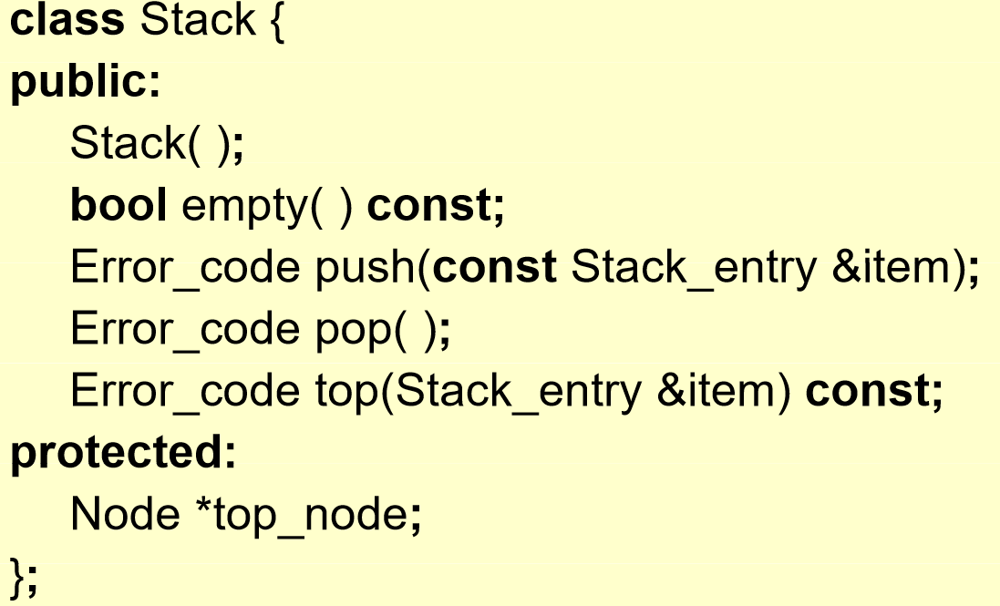 class Stack {
public:
Stack( );
bool empty( ) const;
Error_code push(const Stack_entry &item);
Error_code pop( );
Error_code top(Stack_entry &item) const;
protected:
Node *top_node;
};